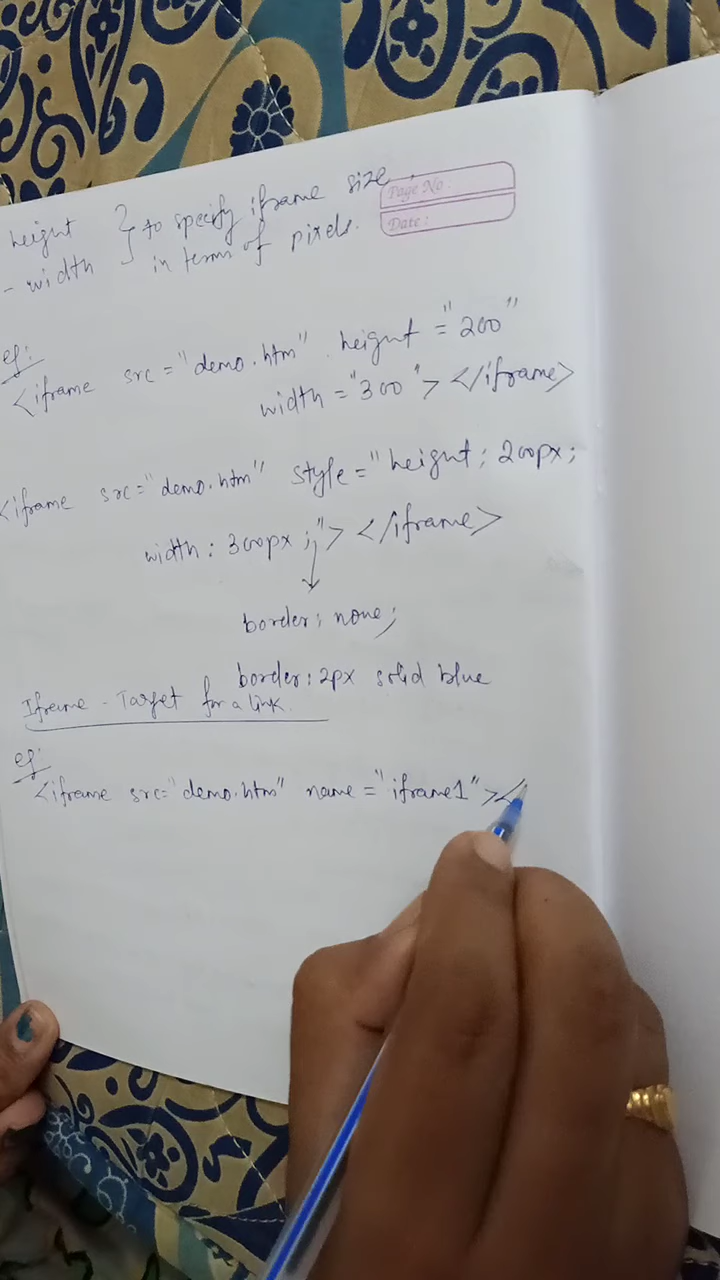 Page No :
Date :
height } to specify iframe size.
- width } in terms of pixels.
eg:
<iframe src="demo.htm" height="200"
width="300"> </iframe>
<iframe src="demo.htm" style="height: 200px;
width: 300px;"> </iframe>
border: none;
border: 2px solid blue
Iframe - Target for a link.
eg:
<iframe src="demo.htm" name="iframe1"></